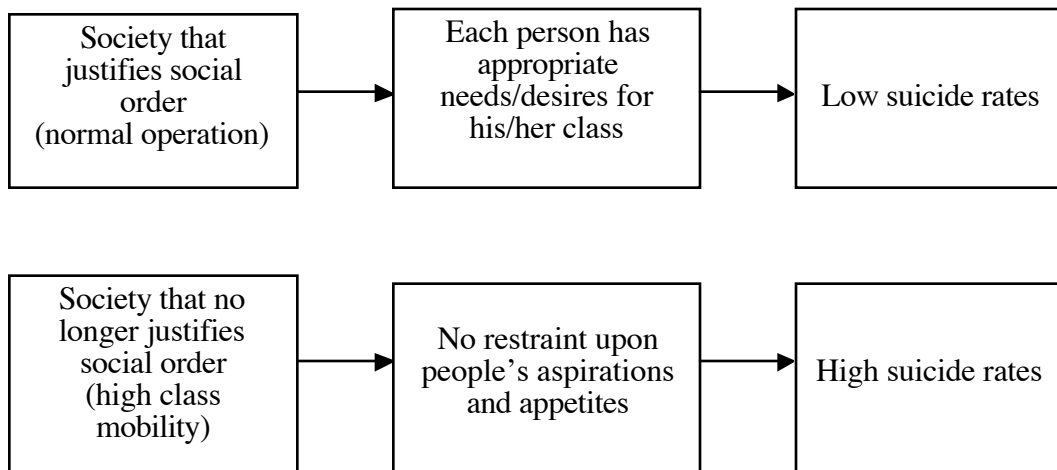 Society that
justifies social
order
(normal operation)
Each person has
appropriate
needs/desires for
his/her class
Low suicide rates
Society that no
longer justifies
social order
(high class
mobility)
No restraint upon
people’s aspirations
and appetites
High suicide rates